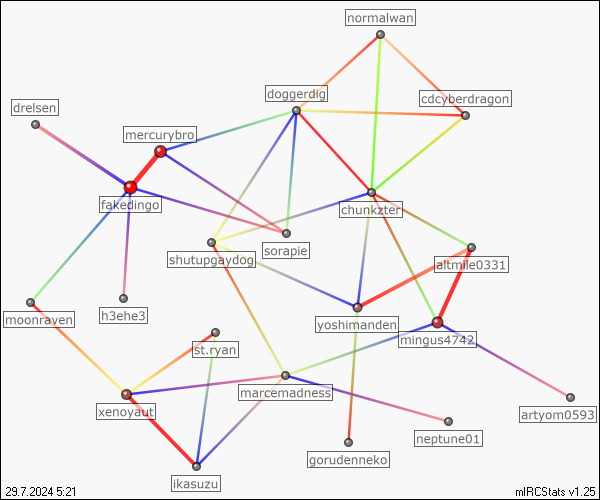 normalwan
doggerdig
cdcyberdragon
drelsen
mercurybro
fakedingo
chunkzter
sorapie
shutupgaydog
altmile0331
h3ehe3
moonraven
yoshimanden
mingus4742
st.ryan
marcemadness
xenoyaut
artyom0593
neptune01
gorudenneko
ikasuzu
29.7.2024 5:21
mIRCStats v1.25